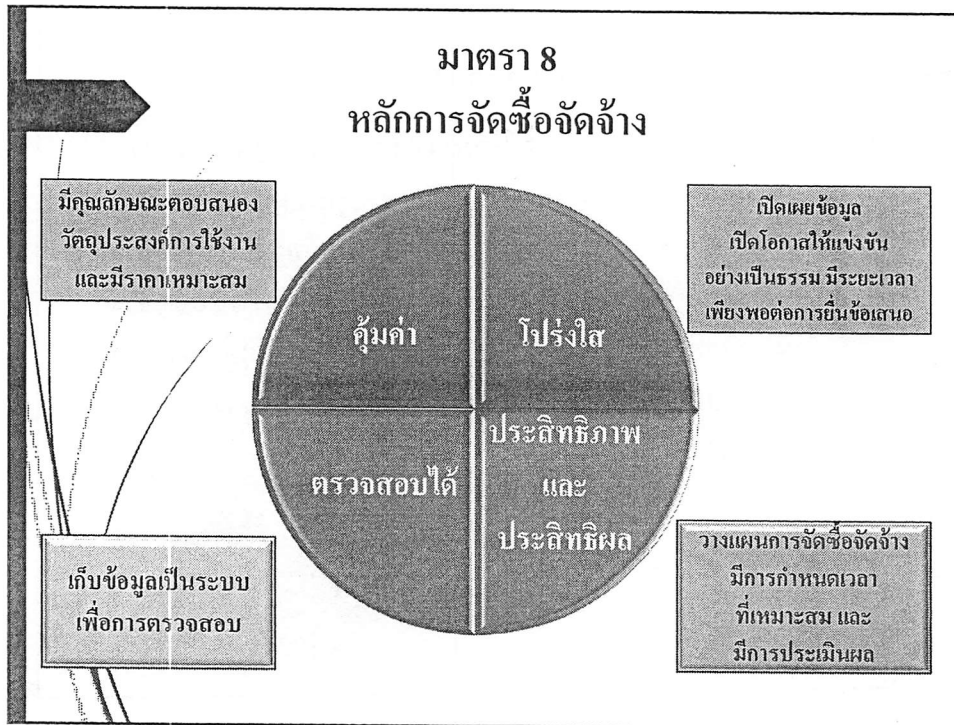 มาตรา 8
หลักการจัดซื้อจัดจ้าง
มีคุณลักษณะตอบสนอง
วัตถุประสงค์การใช้งาน
และมีราคาเหมาะสม
เปิดเผยข้อมูล
เปิดโอกาสให้แข่งขัน
อย่างเป็นธรรม มีระยะเวลา
เพียงพอต่อการยื่นข้อเสนอ
คุ้มค่า
โปร่งใส
ตรวจสอบได้
ประสิทธิภาพ
และ
ประสิทธิผล
เก็บข้อมูลเป็นระบบ
เพื่อการตรวจสอบ
วางแผนการจัดซื้อจัดจ้าง
มีการกำหนดเวลา
ที่เหมาะสม และ
มีการประเมินผล